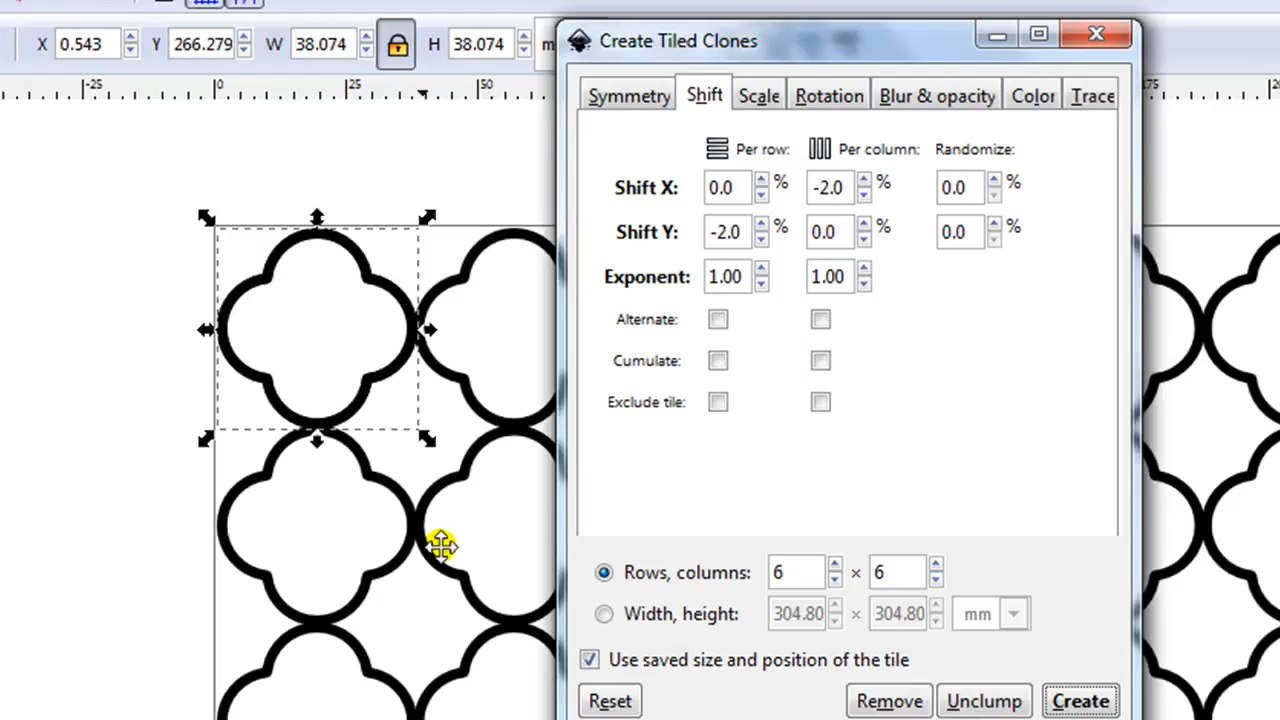 X 0.543 Y 266.279 W 38.074 H 38.074
-25 0 25 50
Create Tiled Clones
Symmetry Shift Scale Rotation Blur & opacity Color Trace
Per row: Per column: Randomize:
Shift X: 0.0 % -2.0 % 0.0 %
Shift Y: -2.0 % 0.0 % 0.0 %
Exponent: 1.00 1.00
Alternate:
Cumulate:
Exclude tile:
Rows, columns: 6 × 6
Width, height: 304.80 × 304.80 mm
Use saved size and position of the tile
Reset Remove Unclump Create